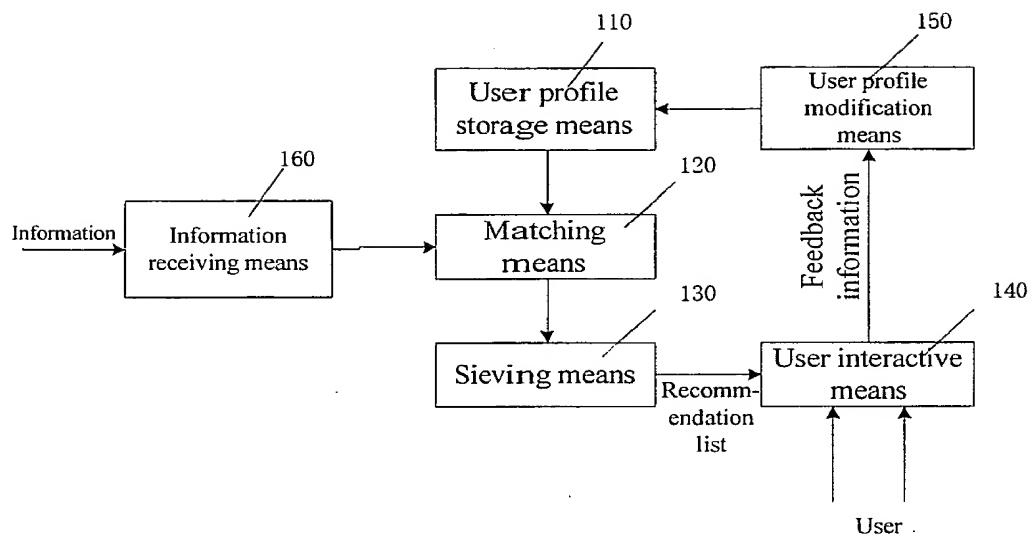 110
150
User profile
storage means
User profile
modification
means
160
120
Information
Information
receiving means
Matching
means
Feedback
information
130
140
Sieving means
Recomm-
endation
list
User interactive
means
User